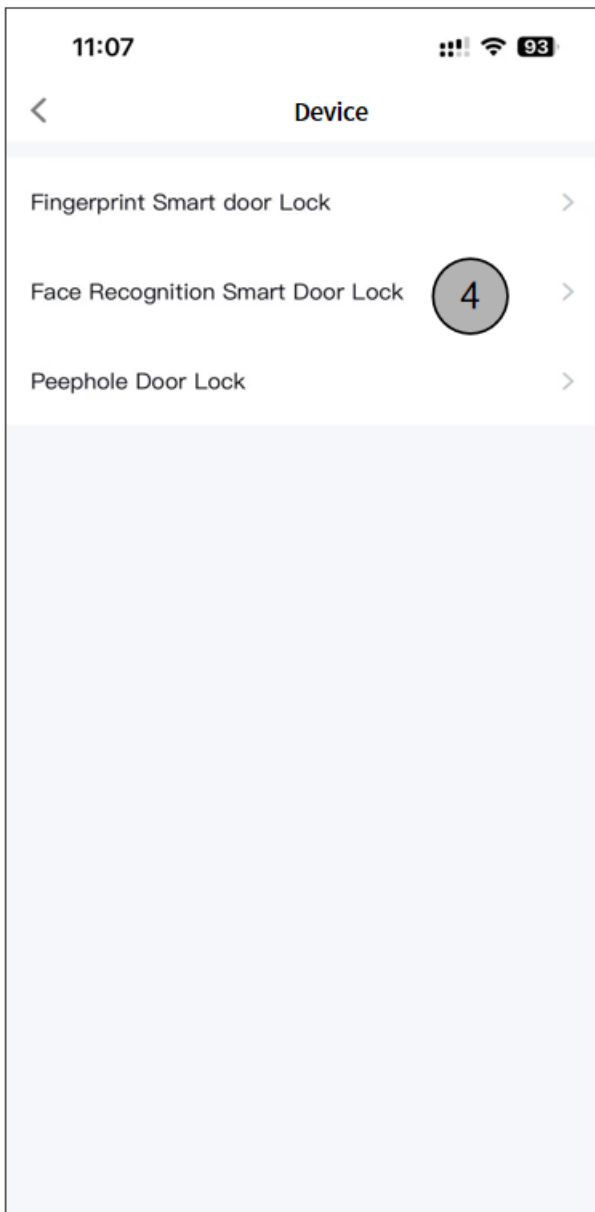 11:07
93
Device
Fingerprint Smart door Lock
Face Recognition Smart Door Lock
4
Peephole Door Lock